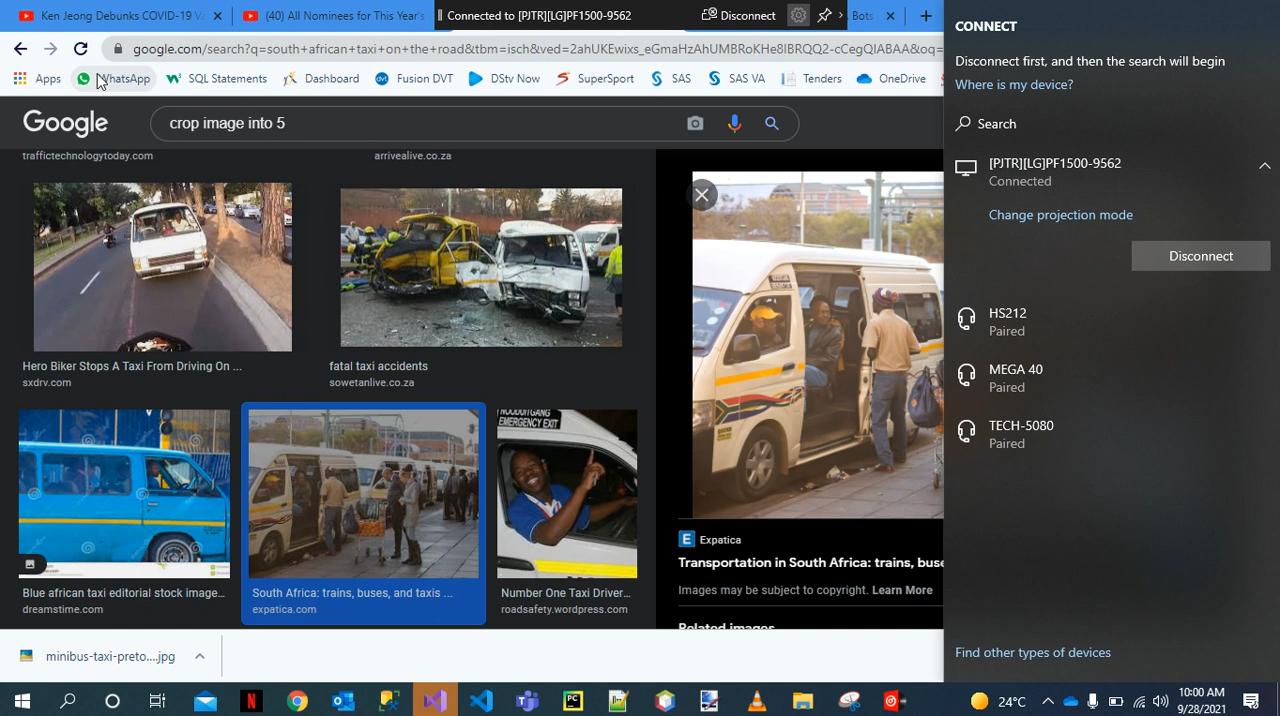 Ken Jeong Debunks COVID-19 Va
(40) All Nominees for This Year's
Connected to [PJTR][LG]PF1500-9562
Disconnect
Bots
google.com/search?q=south+african+taxi+on+the+road&tbm=isch&ved=2ahUKEwixs_eGmaHzAhUMBRoKHe8IBRQQ2-cCegQIABAA&oq=
Apps
WhatsApp
SQL Statements
Dashboard
Fusion DVT
DStv Now
SuperSport
SAS
SAS VA
Tenders
OneDrive
Google
crop image into 5
traffictechnologytoday.com
arrivealive.co.za
Hero Biker Stops A Taxi From Driving On ...
sxdrv.com
fatal taxi accidents
sowetanlive.co.za
NOODUITGANG
EMERGENCY EXIT
Blue african taxi editorial stock image...
dreamstime.com
South Africa: trains, buses, and taxis ...
expatica.com
Number One Taxi Driver...
roadsafety.wordpress.com
E Expatica
Transportation in South Africa: trains, buse
Images may be subject to copyright. Learn More
Related images
minibus-taxi-preto....jpg
CONNECT
Disconnect first, and then the search will begin
Where is my device?
Search
[PJTR][LG]PF1500-9562
Connected
Change projection mode
Disconnect
HS212
Paired
MEGA 40
Paired
TECH-5080
Paired
Find other types of devices
24°C
10:00 AM
9/28/2021